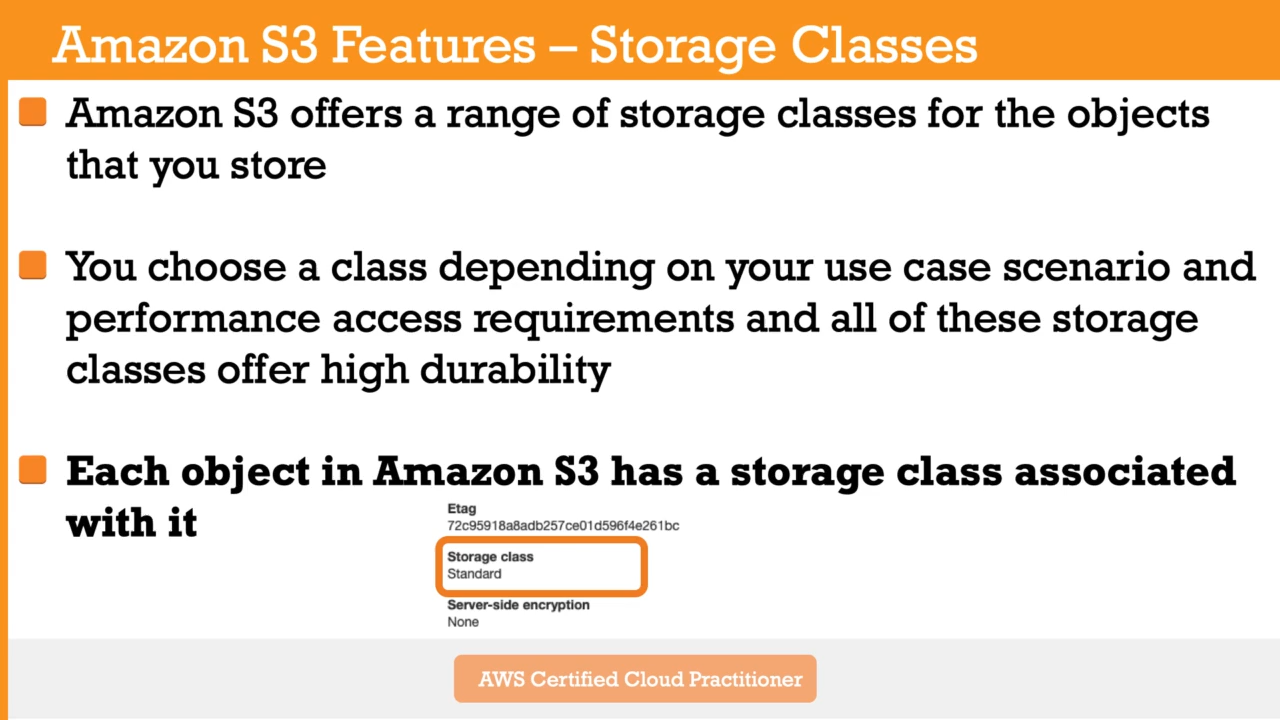 Amazon S3 Features – Storage Classes
Amazon S3 offers a range of storage classes for the objects
that you store
You choose a class depending on your use case scenario and
performance access requirements and all of these storage
classes offer high durability
Each object in Amazon S3 has a storage class associated
with it
Etag
72c95918a8adb257ce01d596f4e261bc
Storage class
Standard
Server-side encryption
None
AWS Certified Cloud Practitioner